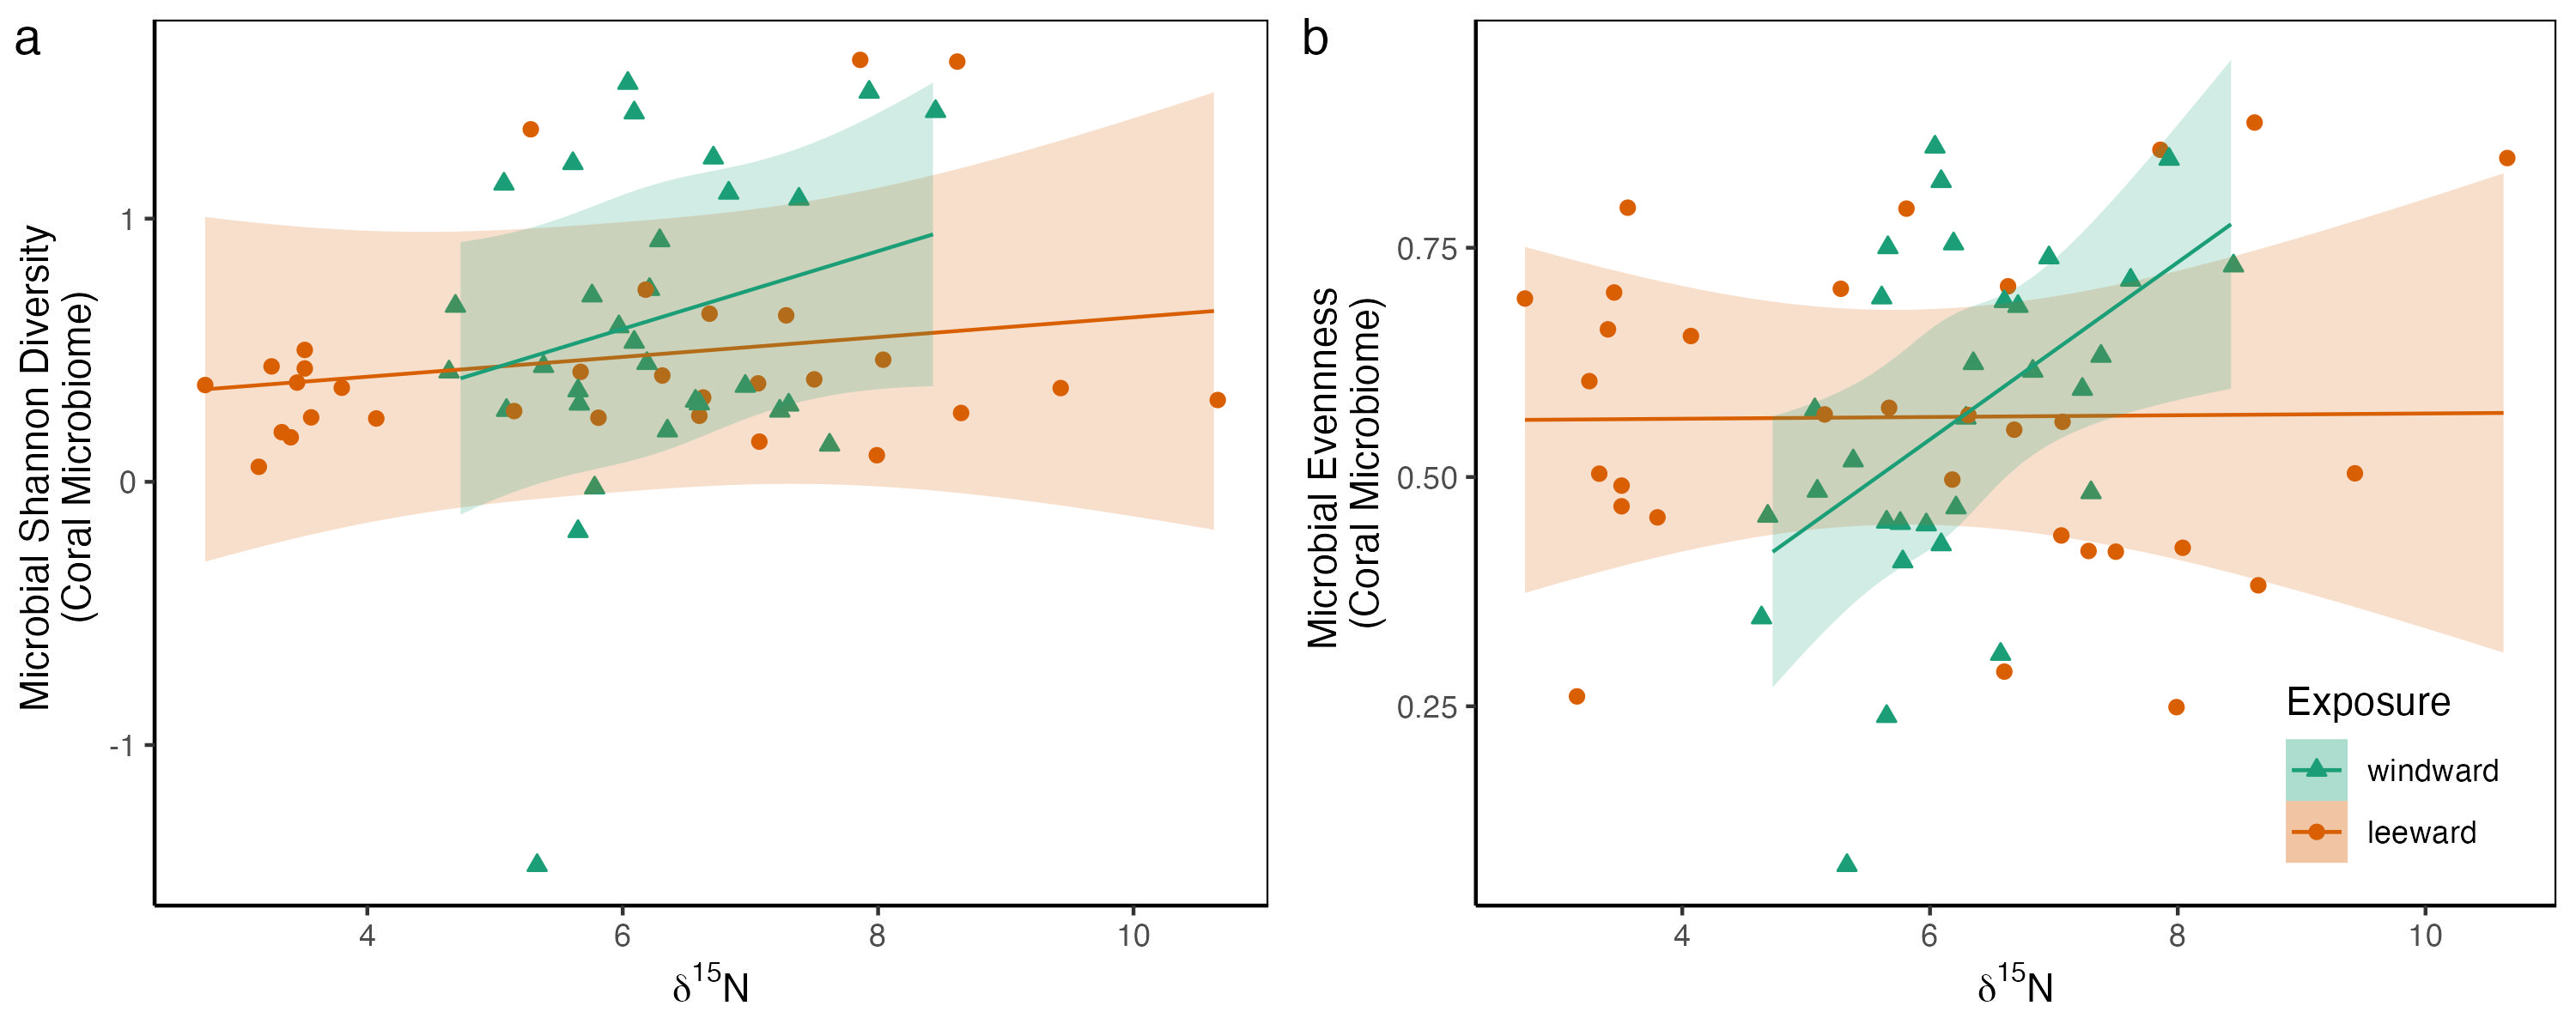 a
Microbial Shannon Diversity
(Coral Microbiome)
1
0
-1
4 6 8 10
δ¹⁵N
b
Microbial Evennness
(Coral Microbiome)
0.75
0.50
0.25
4 6 8 10
δ¹⁵N
Exposure
windward
leeward